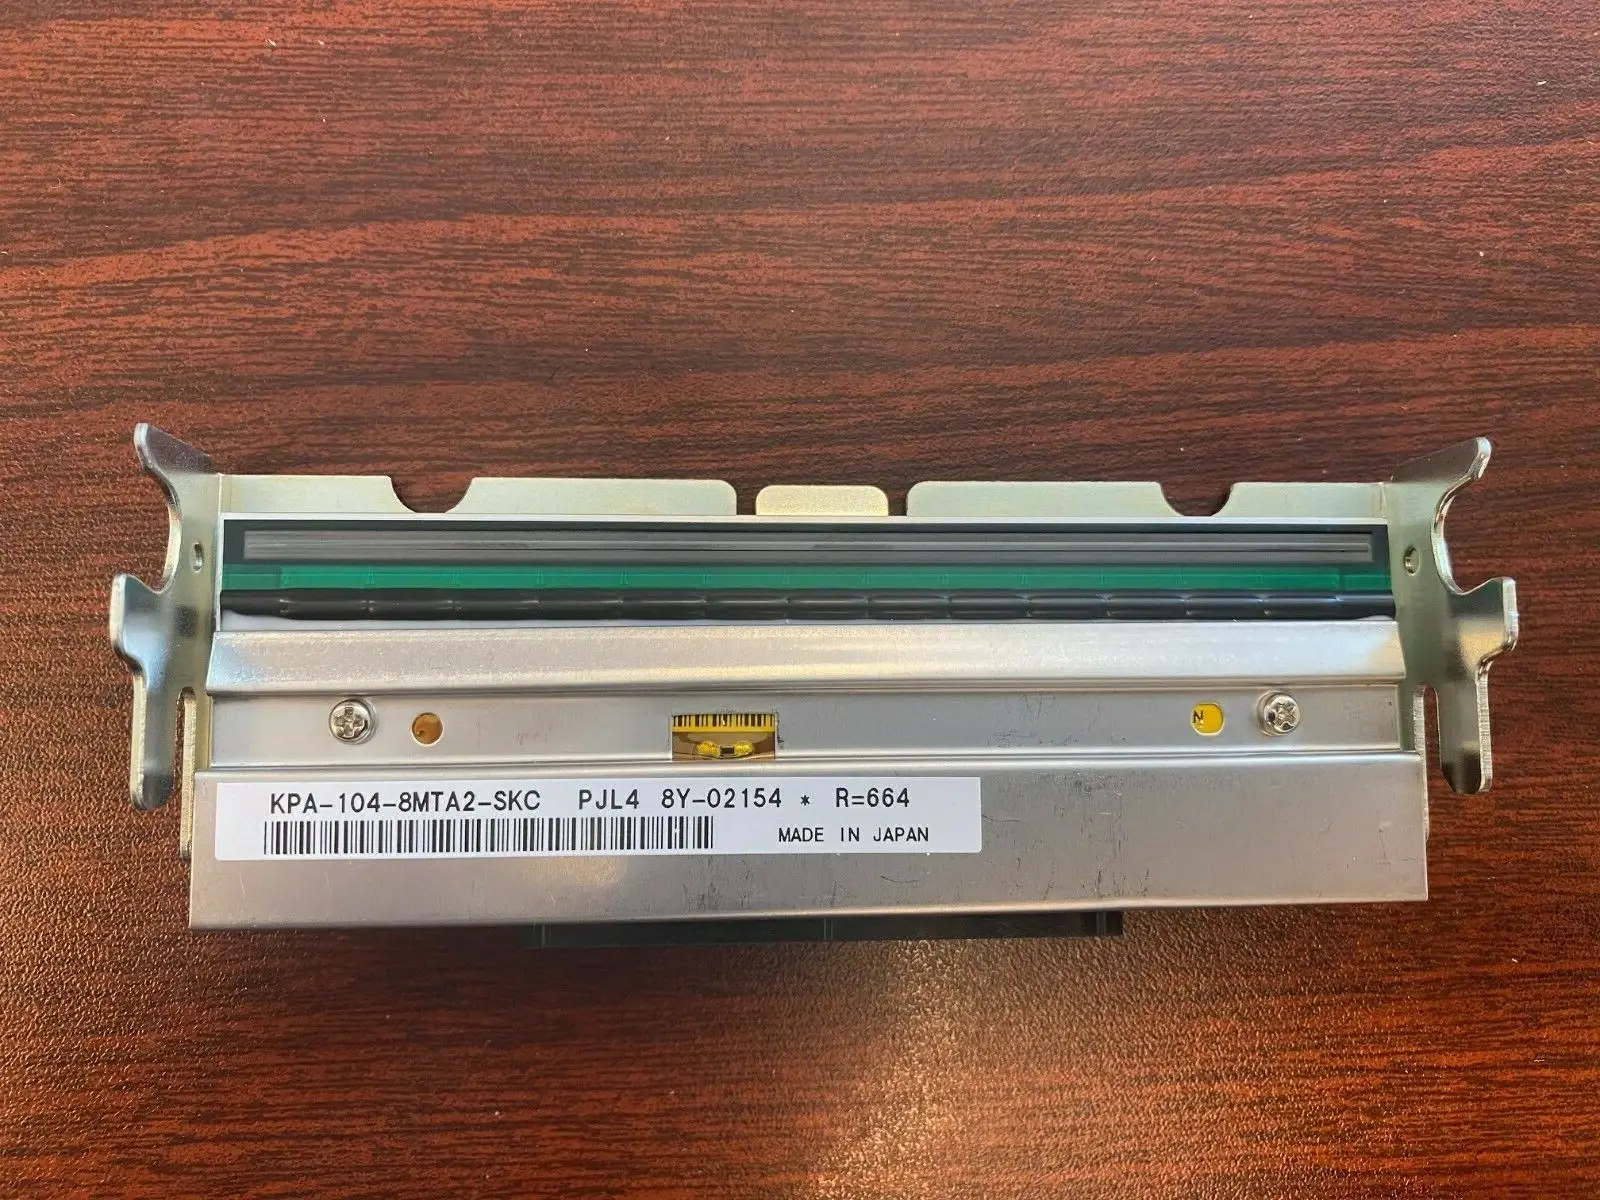 N
KPA-104-8MTA2-SKC PJL4 8Y-02154 * R=664
MADE IN JAPAN